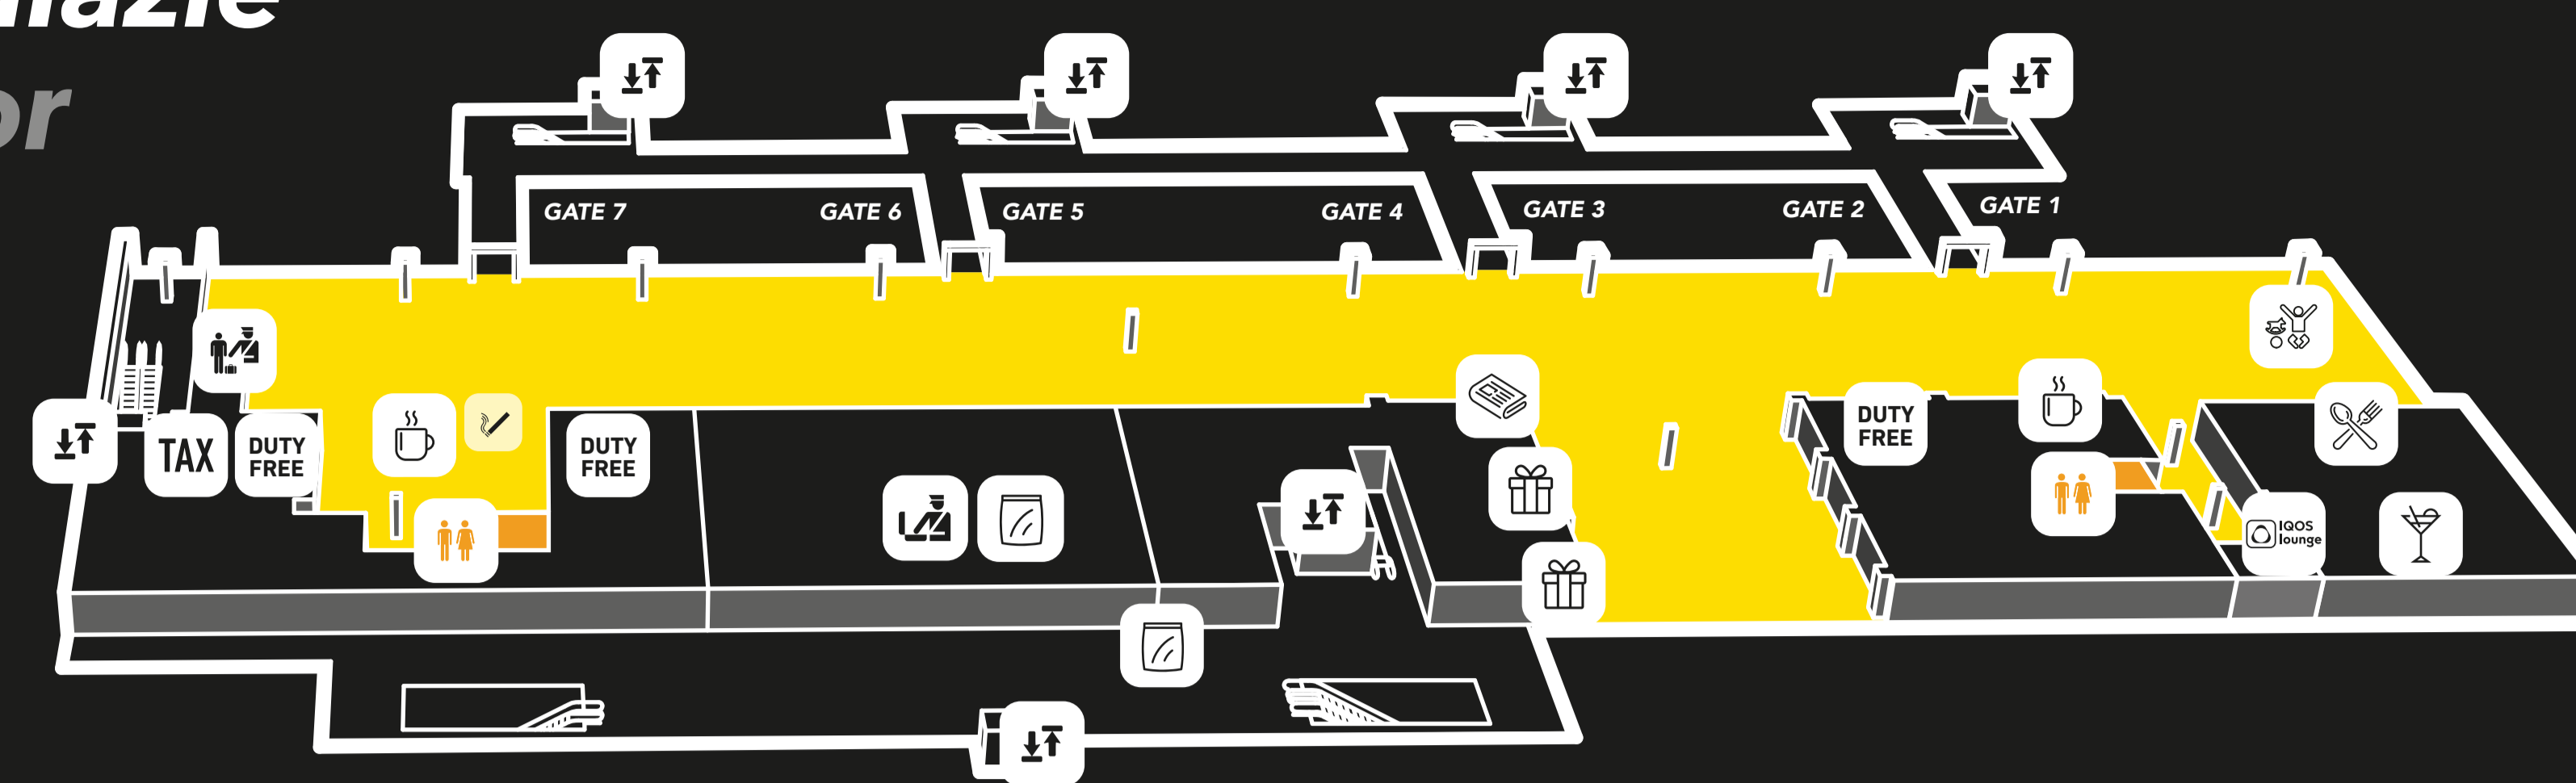 GATE 7
GATE 6
GATE 5
GATE 4
GATE 3
GATE 2
GATE 1
TAX
DUTY
FREE
DUTY
FREE
DUTY
FREE
IQOS
lounge